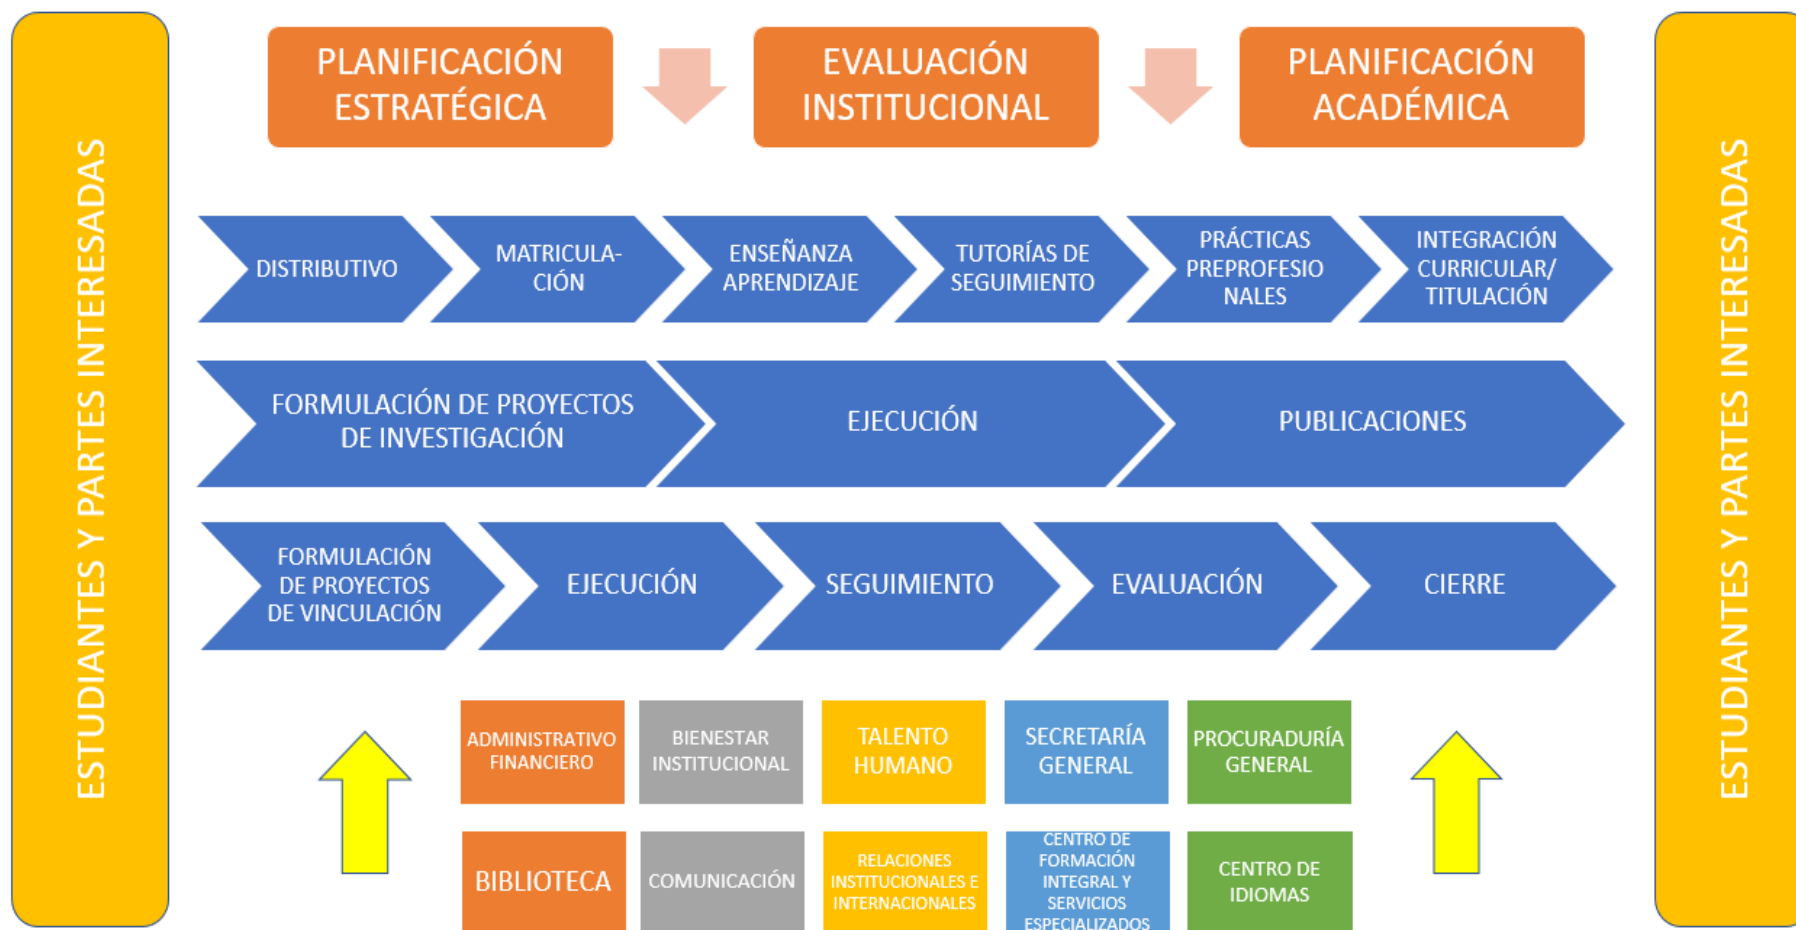 ESTUDIANTES Y PARTES INTERESADAS
PLANIFICACIÓN
ESTRATÉGICA
EVALUACIÓN
INSTITUCIONAL
PLANIFICACIÓN
ACADÉMICA
DISTRIBUTIVO
MATRICULA-
CIÓN
ENSEÑANZA
APRENDIZAJE
TUTORÍAS DE
SEGUIMIENTO
PRÁCTICAS
PREPROFESIO
NALES
INTEGRACIÓN
CURRICULAR/
TITULACIÓN
FORMULACIÓN DE PROYECTOS
DE INVESTIGACIÓN
EJECUCIÓN
PUBLICACIONES
FORMULACIÓN
DE PROYECTOS
DE VINCULACIÓN
EJECUCIÓN
SEGUIMIENTO
EVALUACIÓN
CIERRE
ADMINISTRATIVO
FINANCIERO
BIENESTAR
INSTITUCIONAL
TALENTO
HUMANO
SECRETARÍA
GENERAL
PROCURADURÍA
GENERAL
BIBLIOTECA
COMUNICACIÓN
RELACIONES
INSTITUCIONALES E
INTERNACIONALES
CENTRO DE
FORMACIÓN
INTEGRAL Y
SERVICIOS
ESPECIALIZADOS
CENTRO DE
IDIOMAS
ESTUDIANTES Y PARTES INTERESADAS